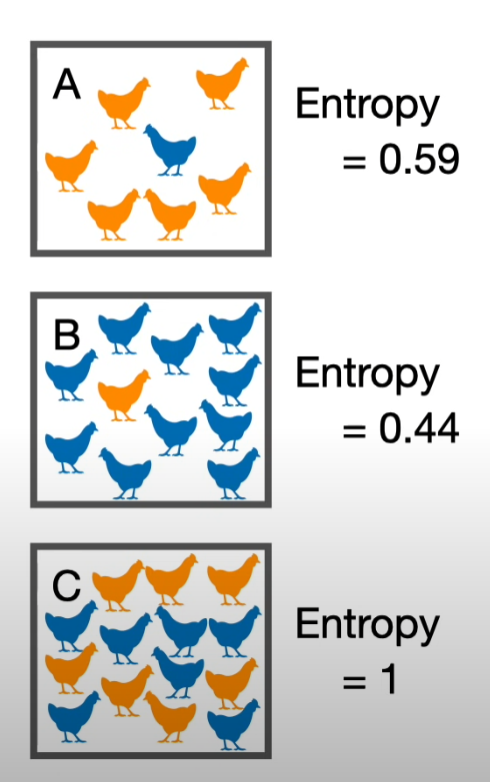 A
Entropy
= 0.59
B
Entropy
= 0.44
C
Entropy
= 1